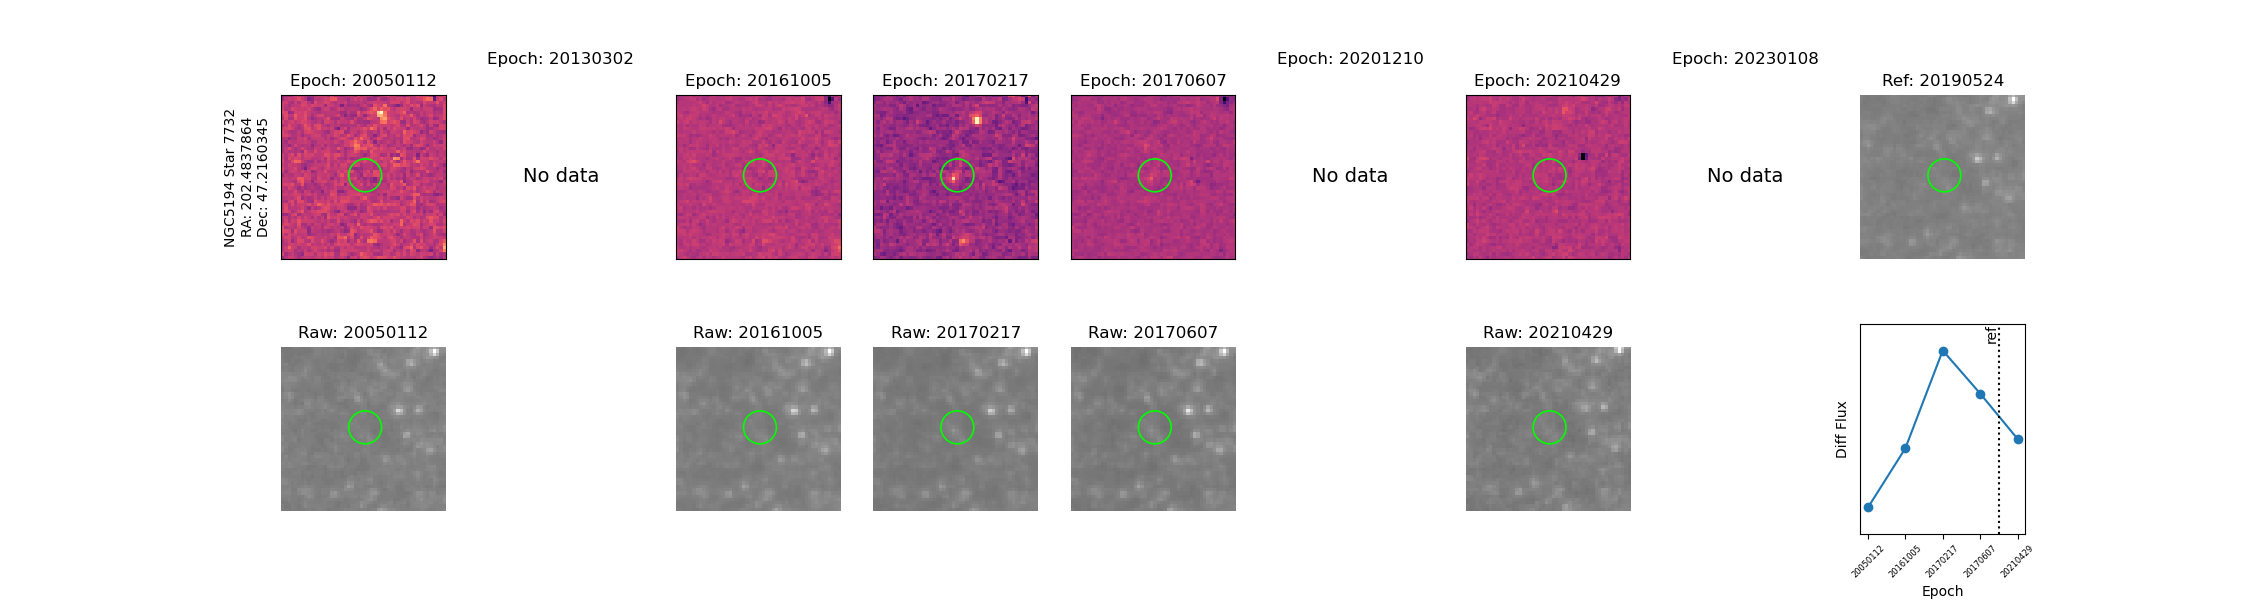 Epoch: 20130302
Epoch: 20201210
Epoch: 20230108
Epoch: 20050112
Epoch: 20161005
Epoch: 20170217
Epoch: 20170607
Epoch: 20210429
Ref: 20190524
NGC5194 Star 7732
RA: 202.4837864
Dec: 47.2160345
No data
No data
No data
Raw: 20050112
Raw: 20161005
Raw: 20170217
Raw: 20170607
Raw: 20210429
ref
Diff Flux
20050112
20161005
20170217
20170607
20210429
Epoch